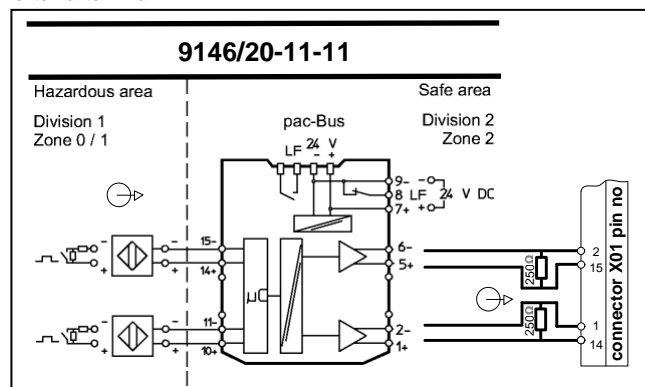 9146/20-11-11
Hazardous area
Safe area
Division 1
Zone 0 / 1
pac-Bus
Division 2
Zone 2
LF 24 V
- +
9- -
8 LF 24 V DC
7+ +
- - 15- 6- 2
+ + 14+ 5+ 15
250Ω
µ
- - 11- 2- 1
+ + 10+ 1+ 14
250Ω
connector X01 pin no